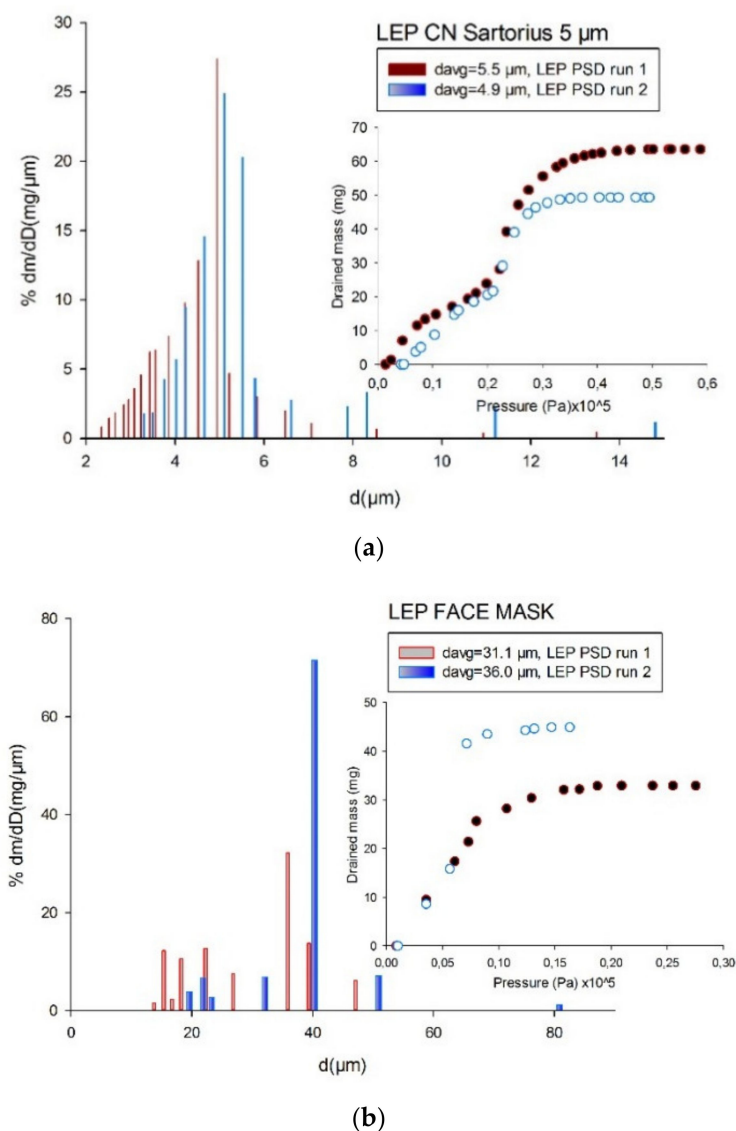 LEP CN Sartorius 5 µm
davg=5.5 µm, LEP PSD run 1
davg=4.9 µm, LEP PSD run 2
% dm/dD(mg/µm)
30
25
20
15
10
5
0
2 4 6 8 10 12 14
d(µm)
Drained mass (mg)
70
60
50
40
30
20
10
0
0,0 0,1 0,2 0,3 0,4 0,5 0,6
Pressure (Pa)x10^5
(a)
LEP FACE MASK
davg=31.1 µm, LEP PSD run 1
davg=36.0 µm, LEP PSD run 2
% dm/dD(mg/µm)
80
60
40
20
0
0 20 40 60 80
d(µm)
Drained mass (mg)
50
40
30
20
10
0
0,00 0,05 0,10 0,15 0,20 0,25 0,30
Pressure (Pa) x10^5
(b)